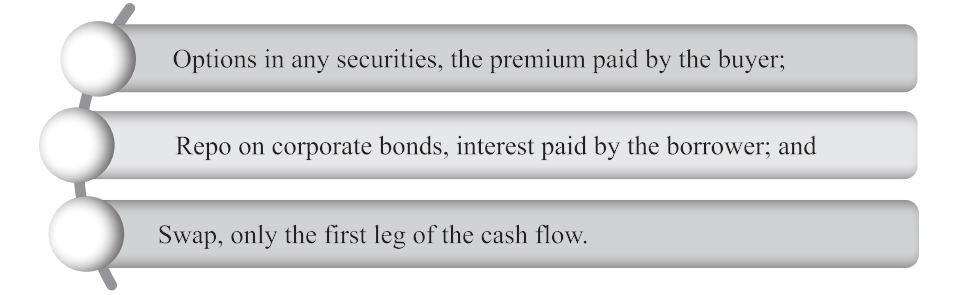 Options in any securities, the premium paid by the buyer;
Repo on corporate bonds, interest paid by the borrower; and
Swap, only the first leg of the cash flow.